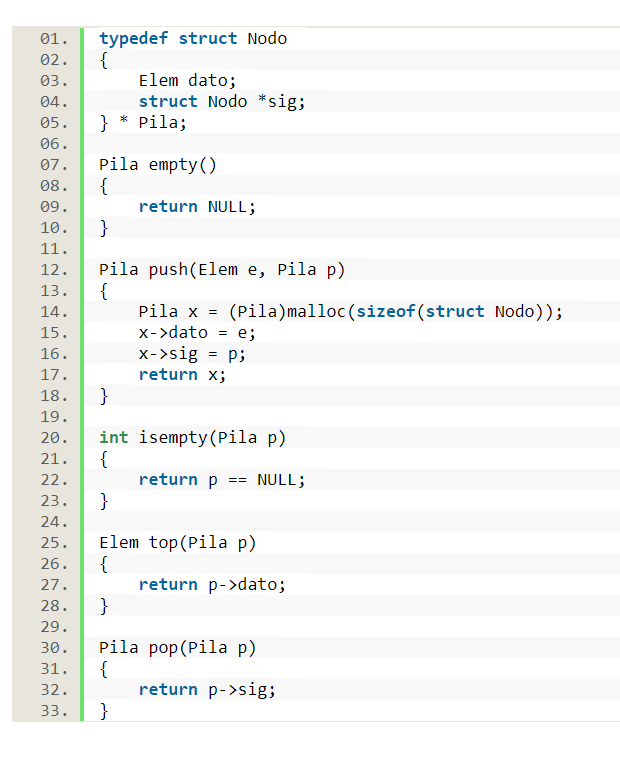 01. typedef struct Nodo
02. {
03.     Elem dato;
04.     struct Nodo *sig;
05. } * Pila;
06.
07. Pila empty()
08. {
09.     return NULL;
10. }
11.
12. Pila push(Elem e, Pila p)
13. {
14.     Pila x = (Pila)malloc(sizeof(struct Nodo));
15.     x->dato = e;
16.     x->sig = p;
17.     return x;
18. }
19.
20. int isempty(Pila p)
21. {
22.     return p == NULL;
23. }
24.
25. Elem top(Pila p)
26. {
27.     return p->dato;
28. }
29.
30. Pila pop(Pila p)
31. {
32.     return p->sig;
33. }